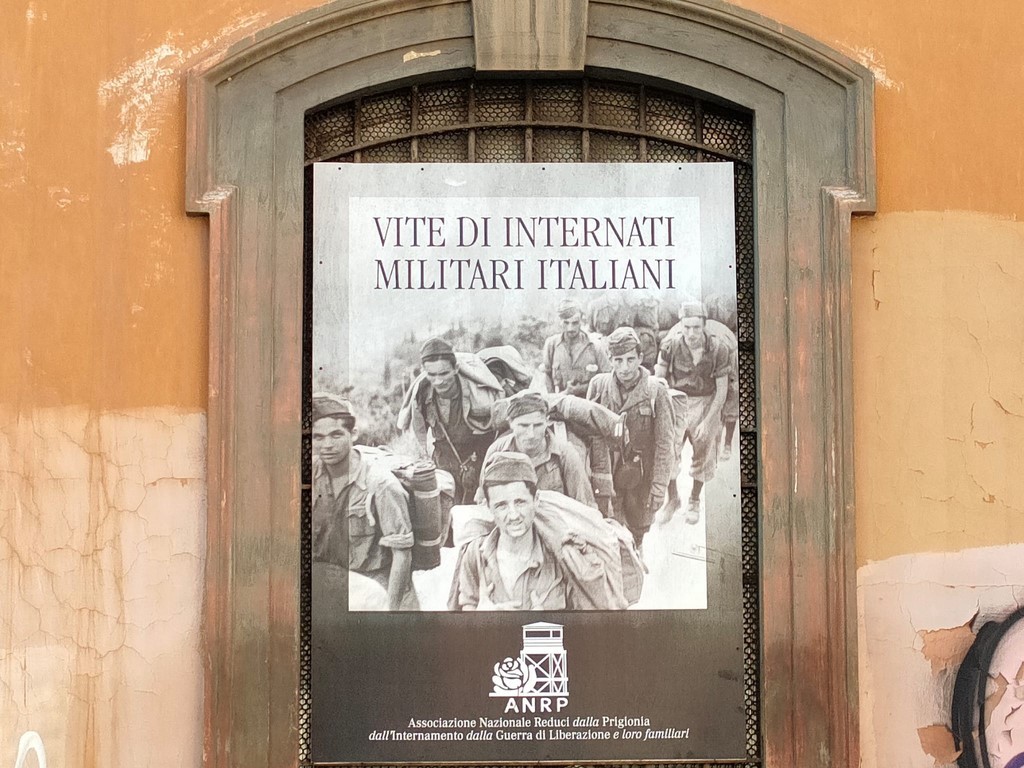 VITE DI INTERNATI
MILITARI ITALIANI
ANRP
Associazione Nazionale Reduci dalla Prigionia
dall'Internamento dalla Guerra di Liberazione e loro familiari